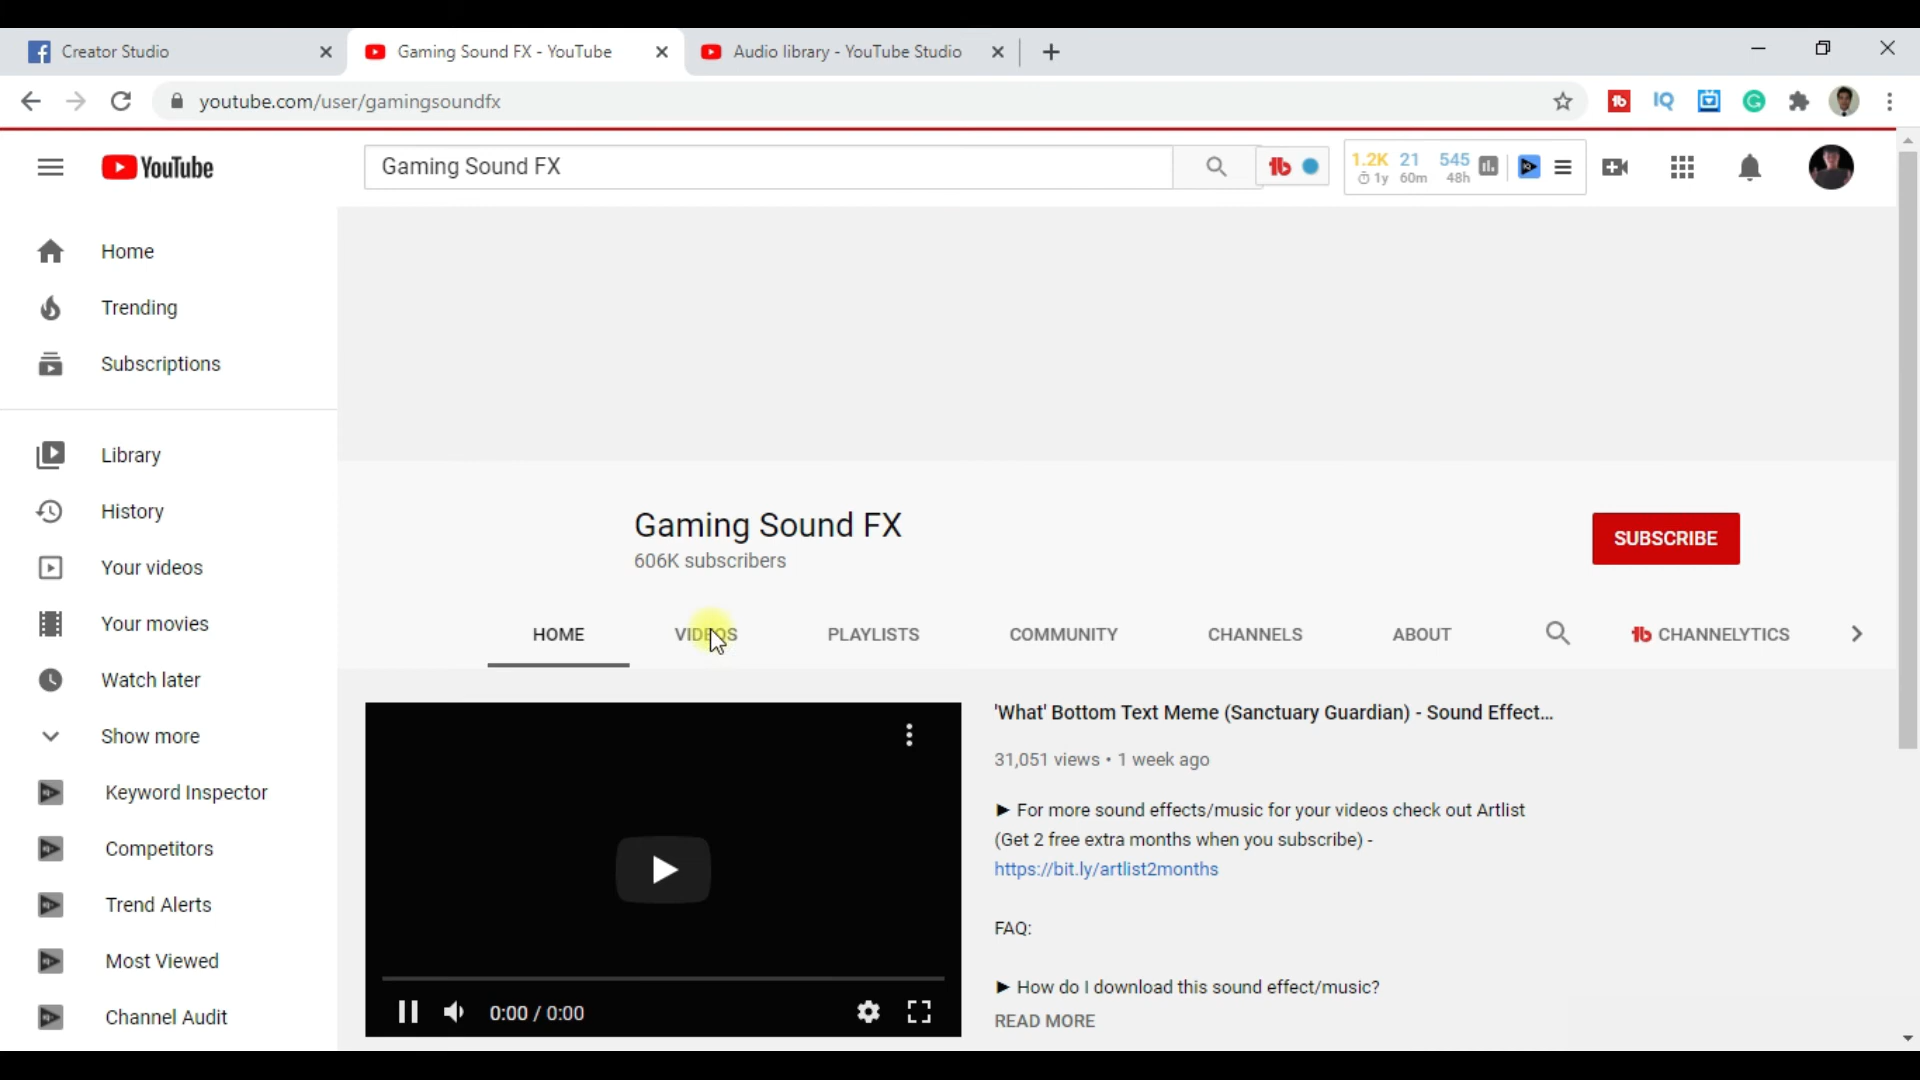 Creator Studio
Gaming Sound FX - YouTube
Audio library - YouTube Studio
youtube.com/user/gamingsoundfx
YouTube
Gaming Sound FX
1.2K 21 545
1y 60m 48h
Home
Trending
Subscriptions
Library
History
Your videos
Your movies
Watch later
Show more
Keyword Inspector
Competitors
Trend Alerts
Most Viewed
Channel Audit
Gaming Sound FX
606K subscribers
SUBSCRIBE
HOME VIDEOS PLAYLISTS COMMUNITY CHANNELS ABOUT CHANNELYTICS
'What' Bottom Text Meme (Sanctuary Guardian) - Sound Effect...
31,051 views • 1 week ago
► For more sound effects/music for your videos check out Artlist
(Get 2 free extra months when you subscribe) -
https://bit.ly/artlist2months
FAQ:
► How do I download this sound effect/music?
READ MORE
0:00 / 0:00